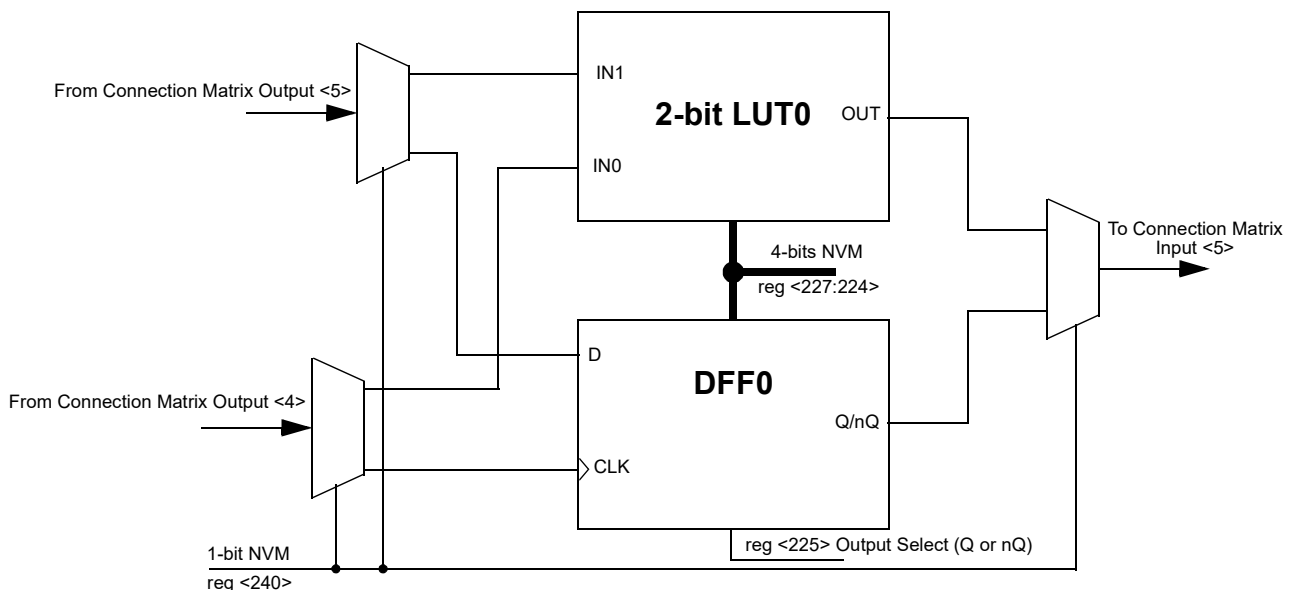 From Connection Matrix Output <5>
IN1
2-bit LUT0
OUT
IN0
To Connection Matrix
Input <5>
4-bits NVM
reg <227:224>
D
DFF0
From Connection Matrix Output <4>
Q/nQ
CLK
reg <225> Output Select (Q or nQ)
1-bit NVM
reg <240>